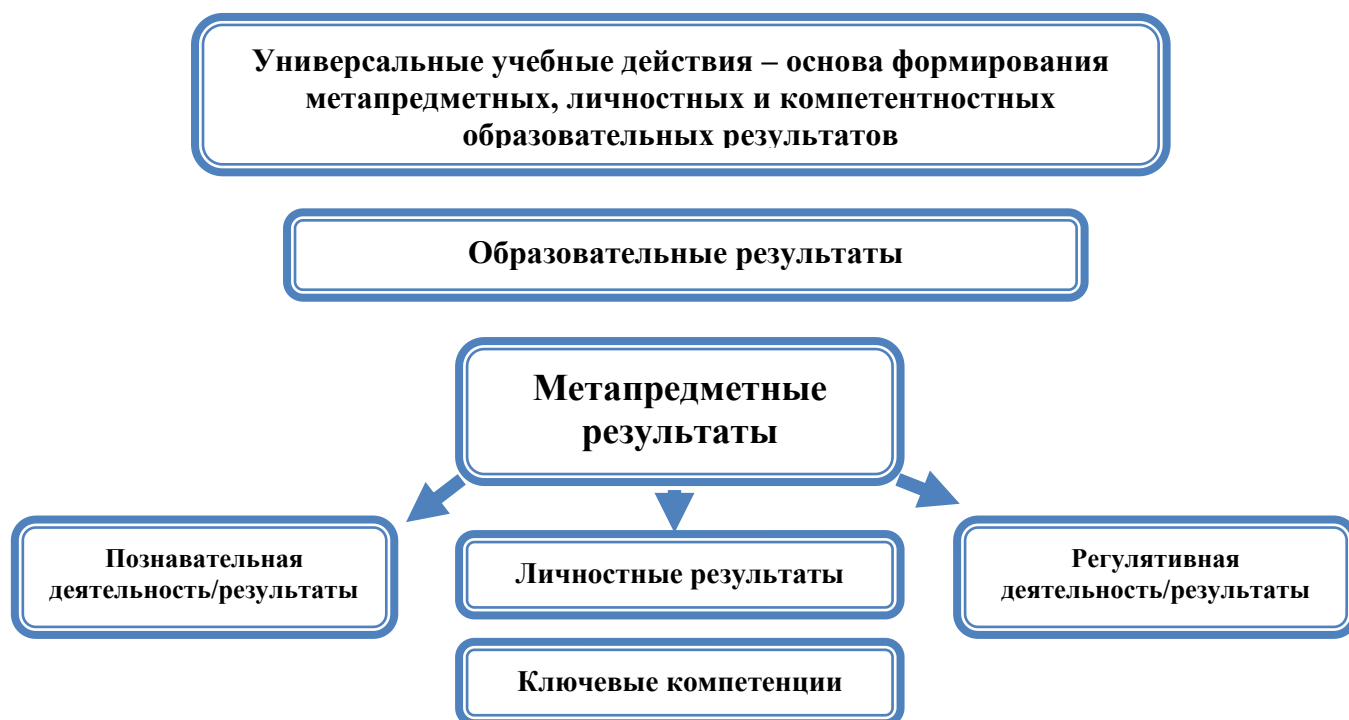 Универсальные учебные действия – основа формирования
метапредметных, личностных и компетентностных
образовательных результатов
Образовательные результаты
Метапредметные
результаты
Познавательная
деятельность/результаты
Личностные результаты
Регулятивная
деятельность/результаты
Ключевые компетенции